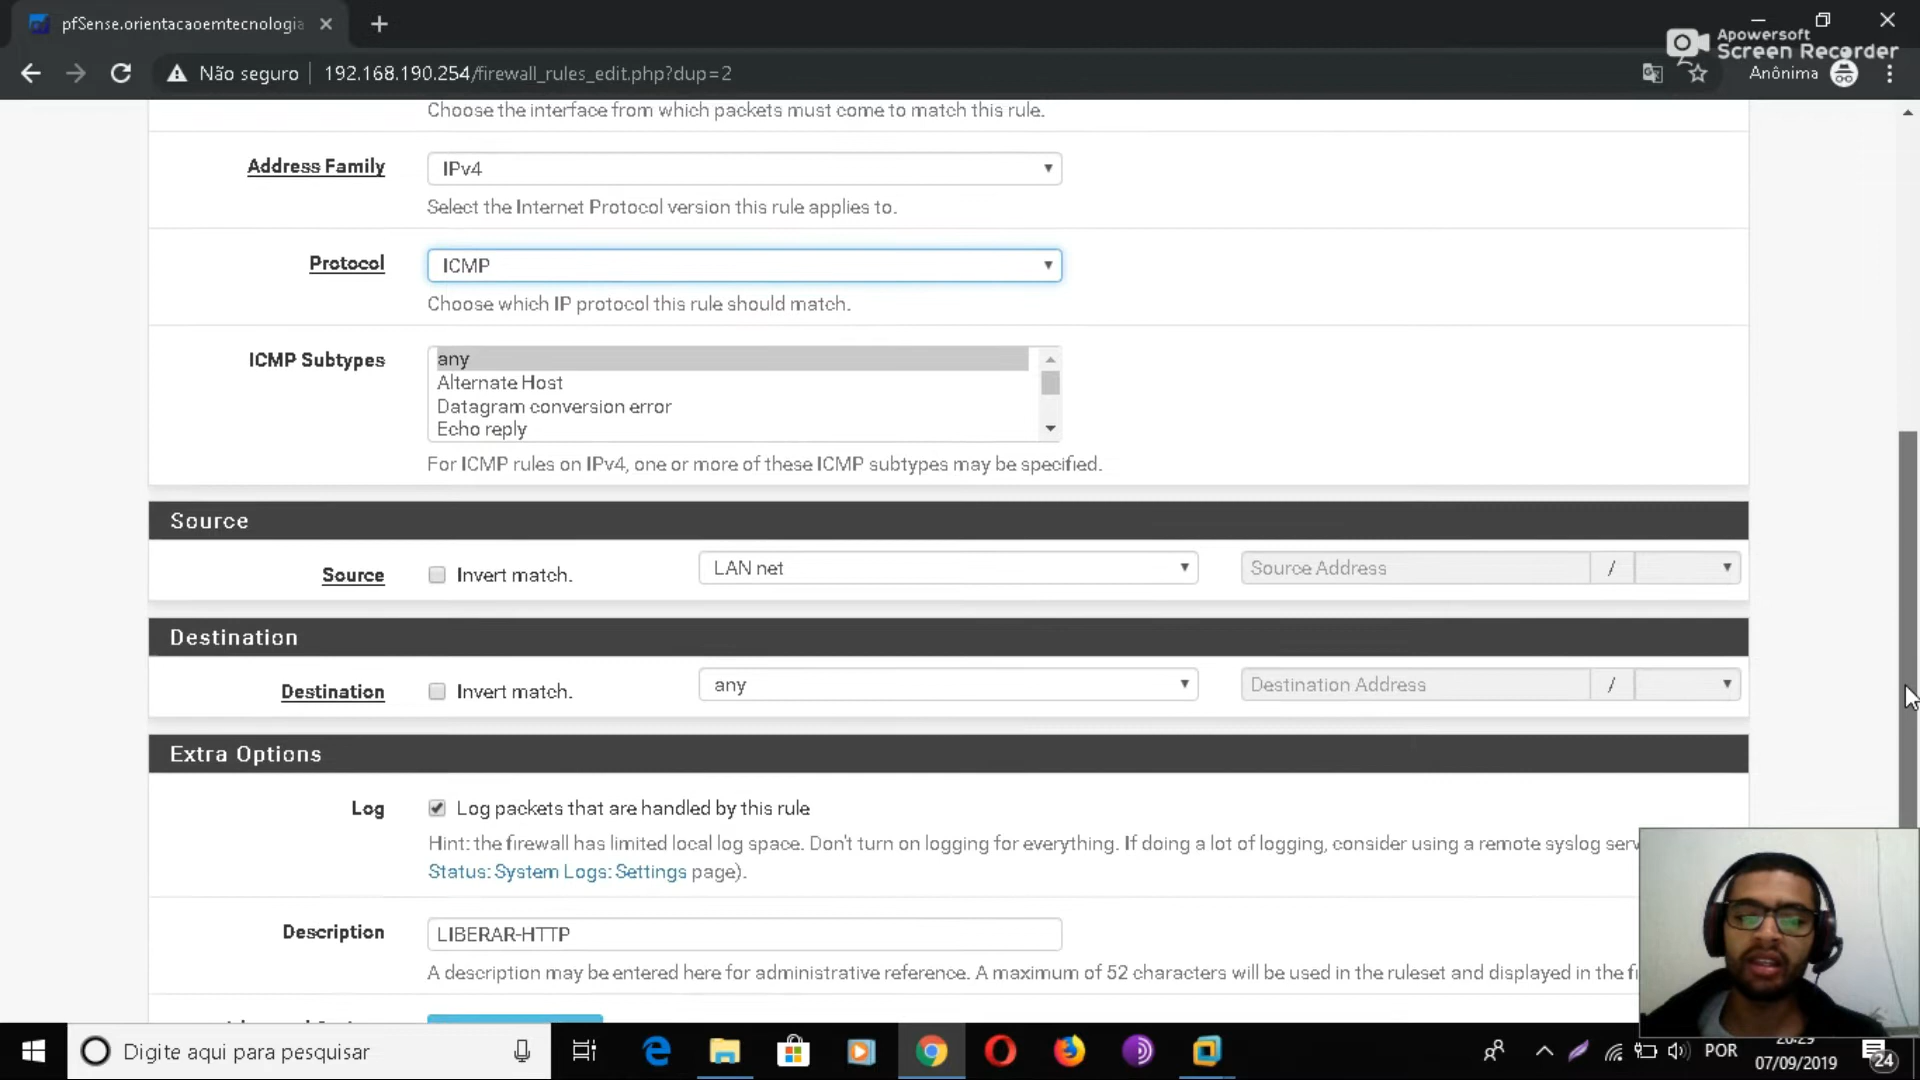 pfSense.orientacaoemtecnologia
Apowersoft
Screen Recorder
Não seguro
192.168.190.254/firewall_rules_edit.php?dup=2
Anônima
Choose the interface from which packets must come to match this rule.
Address Family
IPv4
Select the Internet Protocol version this rule applies to.
Protocol
ICMP
Choose which IP protocol this rule should match.
ICMP Subtypes
any
Alternate Host
Datagram conversion error
Echo reply
For ICMP rules on IPv4, one or more of these ICMP subtypes may be specified.
Source
Source
Invert match.
LAN net
Source Address
/
Destination
Destination
Invert match.
any
Destination Address
/
Extra Options
Log
Log packets that are handled by this rule
Hint: the firewall has limited local log space. Don't turn on logging for everything. If doing a lot of logging, consider using a remote syslog
Status: System Logs: Settings page).
Description
LIBERAR-HTTP
A description may be entered here for administrative reference. A maximum of 52 characters will be used in the ruleset and displayed in the
Digite aqui para pesquisar
POR
20:29
07/09/2019
24